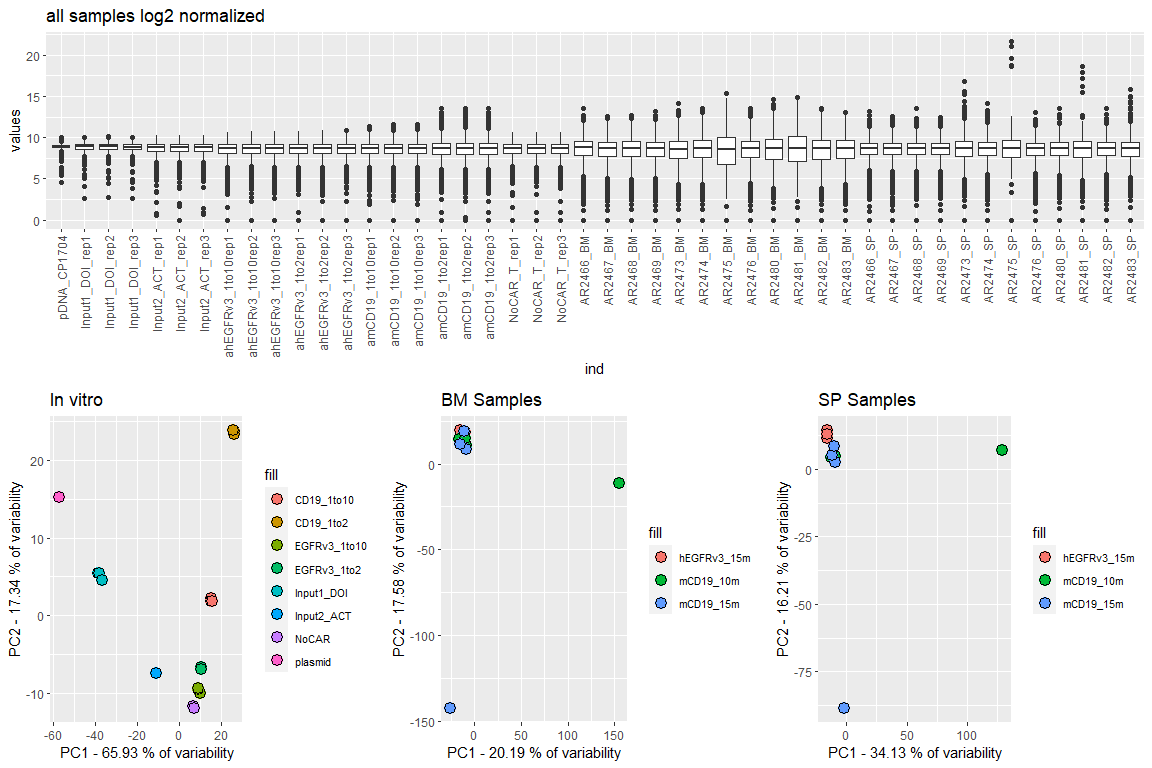 all samples log2 normalized
values
20
15
10
5
0
pDNA_CP1704
Input1_DOI_rep1
Input1_DOI_rep2
Input1_DOI_rep3
Input2_ACT_rep1
Input2_ACT_rep2
Input2_ACT_rep3
ahEGFRv3_1to10rep1
ahEGFRv3_1to10rep2
ahEGFRv3_1to10rep3
ahEGFRv3_1to2rep1
ahEGFRv3_1to2rep2
ahEGFRv3_1to2rep3
amCD19_1to10rep1
amCD19_1to10rep2
amCD19_1to10rep3
amCD19_1to2rep1
amCD19_1to2rep2
amCD19_1to2rep3
NoCAR_T_rep1
NoCAR_T_rep2
NoCAR_T_rep3
AR2466_BM
AR2467_BM
AR2468_BM
AR2469_BM
AR2473_BM
AR2474_BM
AR2475_BM
AR2476_BM
AR2480_BM
AR2481_BM
AR2482_BM
AR2483_BM
AR2466_SP
AR2467_SP
AR2468_SP
AR2469_SP
AR2473_SP
AR2474_SP
AR2475_SP
AR2476_SP
AR2480_SP
AR2481_SP
AR2482_SP
AR2483_SP
ind
In vitro
PC2 - 17.34 % of variability
20
10
0
-10
-60
-40
-20
0
20
PC1 - 65.93 % of variability
fill
CD19_1to10
CD19_1to2
EGFRv3_1to10
EGFRv3_1to2
Input1_DOI
Input2_ACT
NoCAR
plasmid
BM Samples
PC2 - 17.58 % of variability
0
-50
-100
-150
0
50
100
150
PC1 - 20.19 % of variability
fill
hEGFRv3_15m
mCD19_10m
mCD19_15m
SP Samples
PC2 - 16.21 % of variability
0
-25
-50
-75
0
50
100
PC1 - 34.13 % of variability
fill
hEGFRv3_15m
mCD19_10m
mCD19_15m